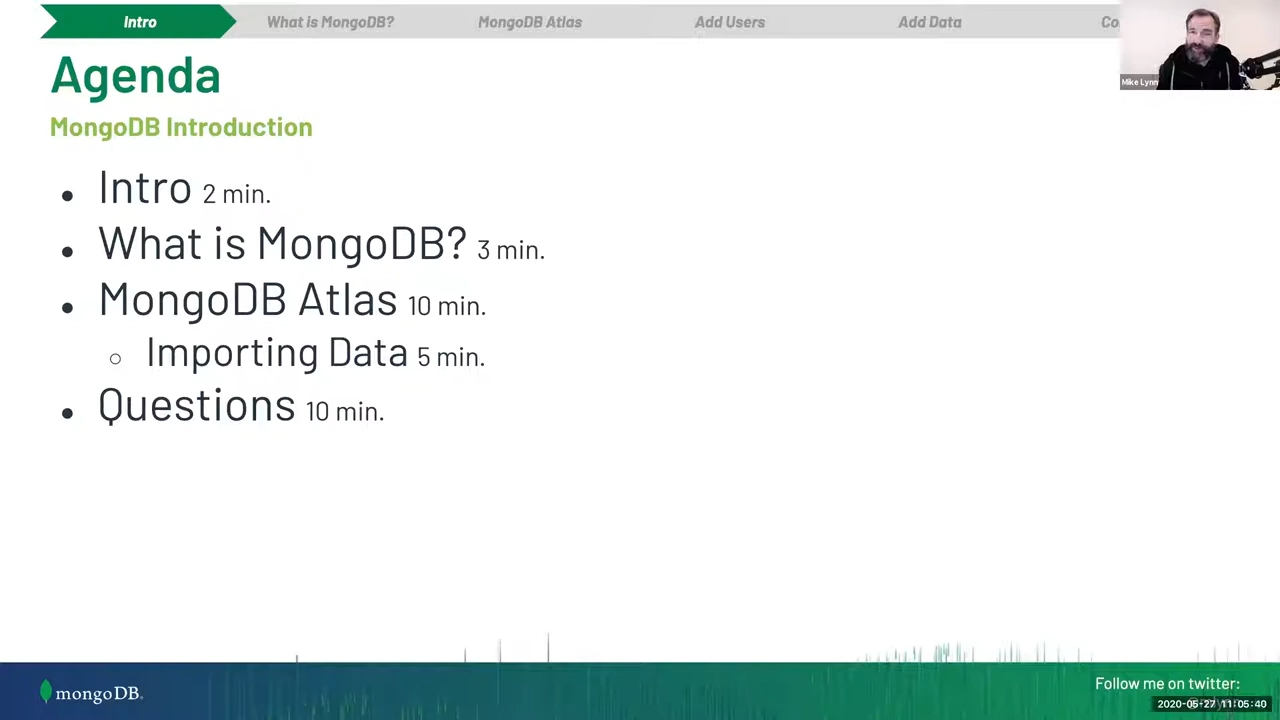 Intro
What is MongoDB?
MongoDB Atlas
Add Users
Add Data
Mike Lynn
Agenda
MongoDB Introduction
Intro 2 min.
What is MongoDB? 3 min.
MongoDB Atlas 10 min.
Importing Data 5 min.
Questions 10 min.
mongoDB.
Follow me on twitter:
2020-05-27 11:05:40